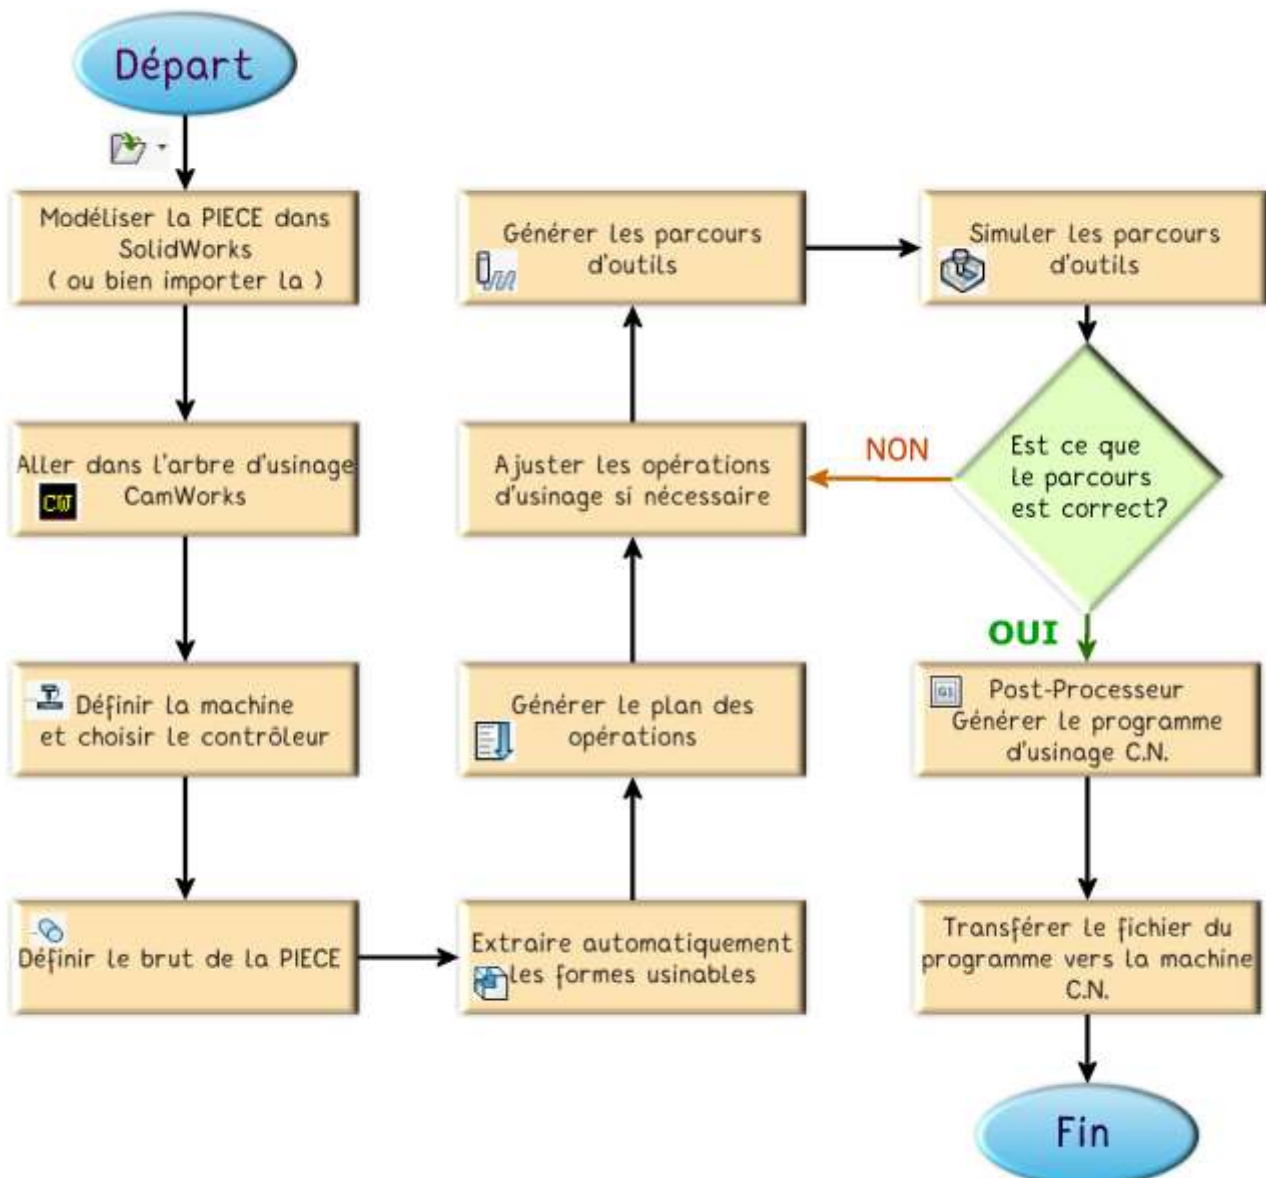 Départ
Modéliser la PIECE dans
SolidWorks
( ou bien importer la )
Aller dans l'arbre d'usinage
CamWorks
CW
Définir la machine
et choisir le contrôleur
Définir le brut de la PIECE
Extraire automatiquement
les formes usinables
Générer le plan des
opérations
Ajuster les opérations
d'usinage si nécessaire
Générer les parcours
d'outils
Simuler les parcours
d'outils
Est ce que
le parcours
est correct?
NON
OUI
G1
Post-Processeur
Générer le programme
d'usinage C.N.
Transférer le fichier du
programme vers la machine
C.N.
Fin